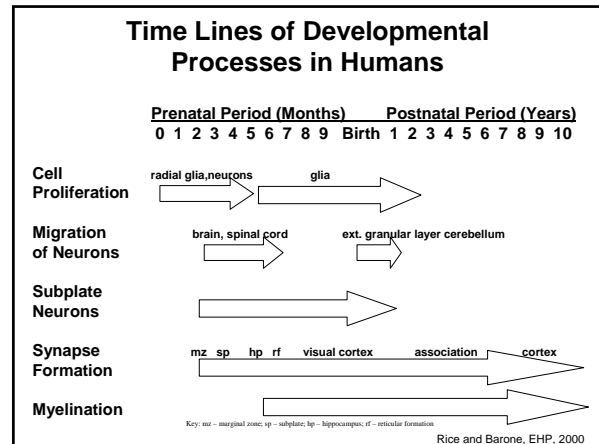 Time Lines of Developmental
Processes in Humans
Prenatal Period (Months) Postnatal Period (Years)
0 1 2 3 4 5 6 7 8 9 Birth 1 2 3 4 5 6 7 8 9 10
Cell
Proliferation
radial glia,neurons glia
Migration
of Neurons
brain, spinal cord ext. granular layer cerebellum
Subplate
Neurons
Synapse
Formation
mz sp hp rf visual cortex association cortex
Myelination
Key: mz – marginal zone; sp – subplate; hp – hippocampus; rf – reticular formation
Rice and Barone, EHP, 2000